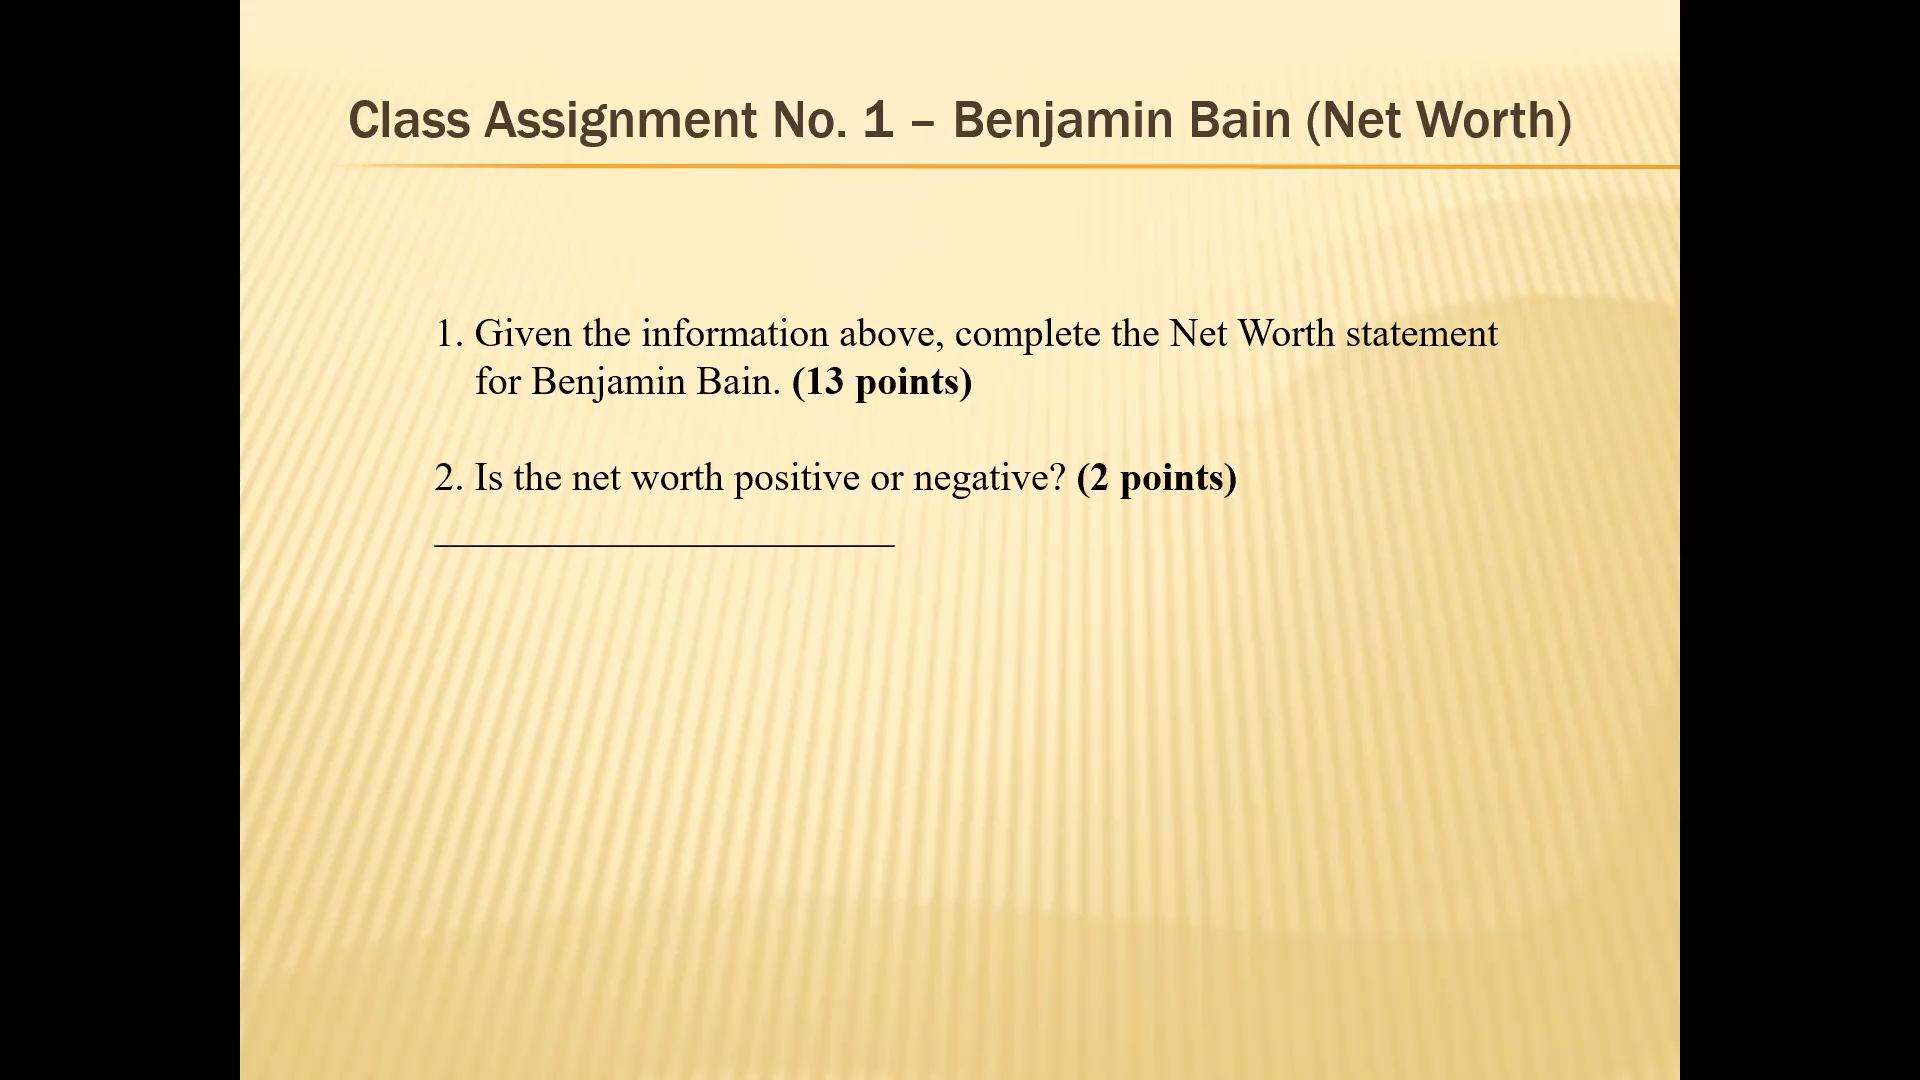 Class Assignment No. 1 – Benjamin Bain (Net Worth)
1. Given the information above, complete the Net Worth statement
for Benjamin Bain. (13 points)
2. Is the net worth positive or negative? (2 points)
_______________________